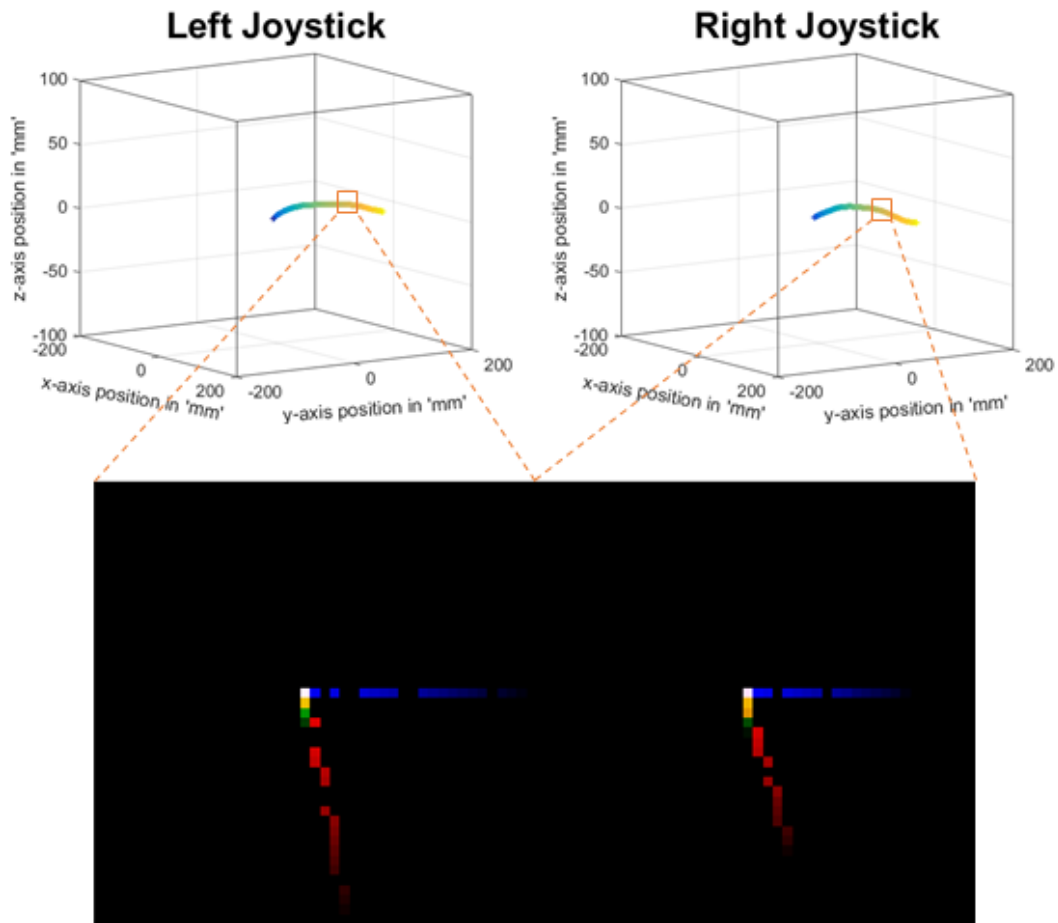 Left Joystick
Right Joystick
100
50
0
-50
-100
z-axis position in 'mm'
-200
0
200
x-axis position in 'mm'
-200
0
200
y-axis position in 'mm'
100
50
0
-50
-100
z-axis position in 'mm'
-200
0
200
x-axis position in 'mm'
-200
0
200
y-axis position in 'mm'